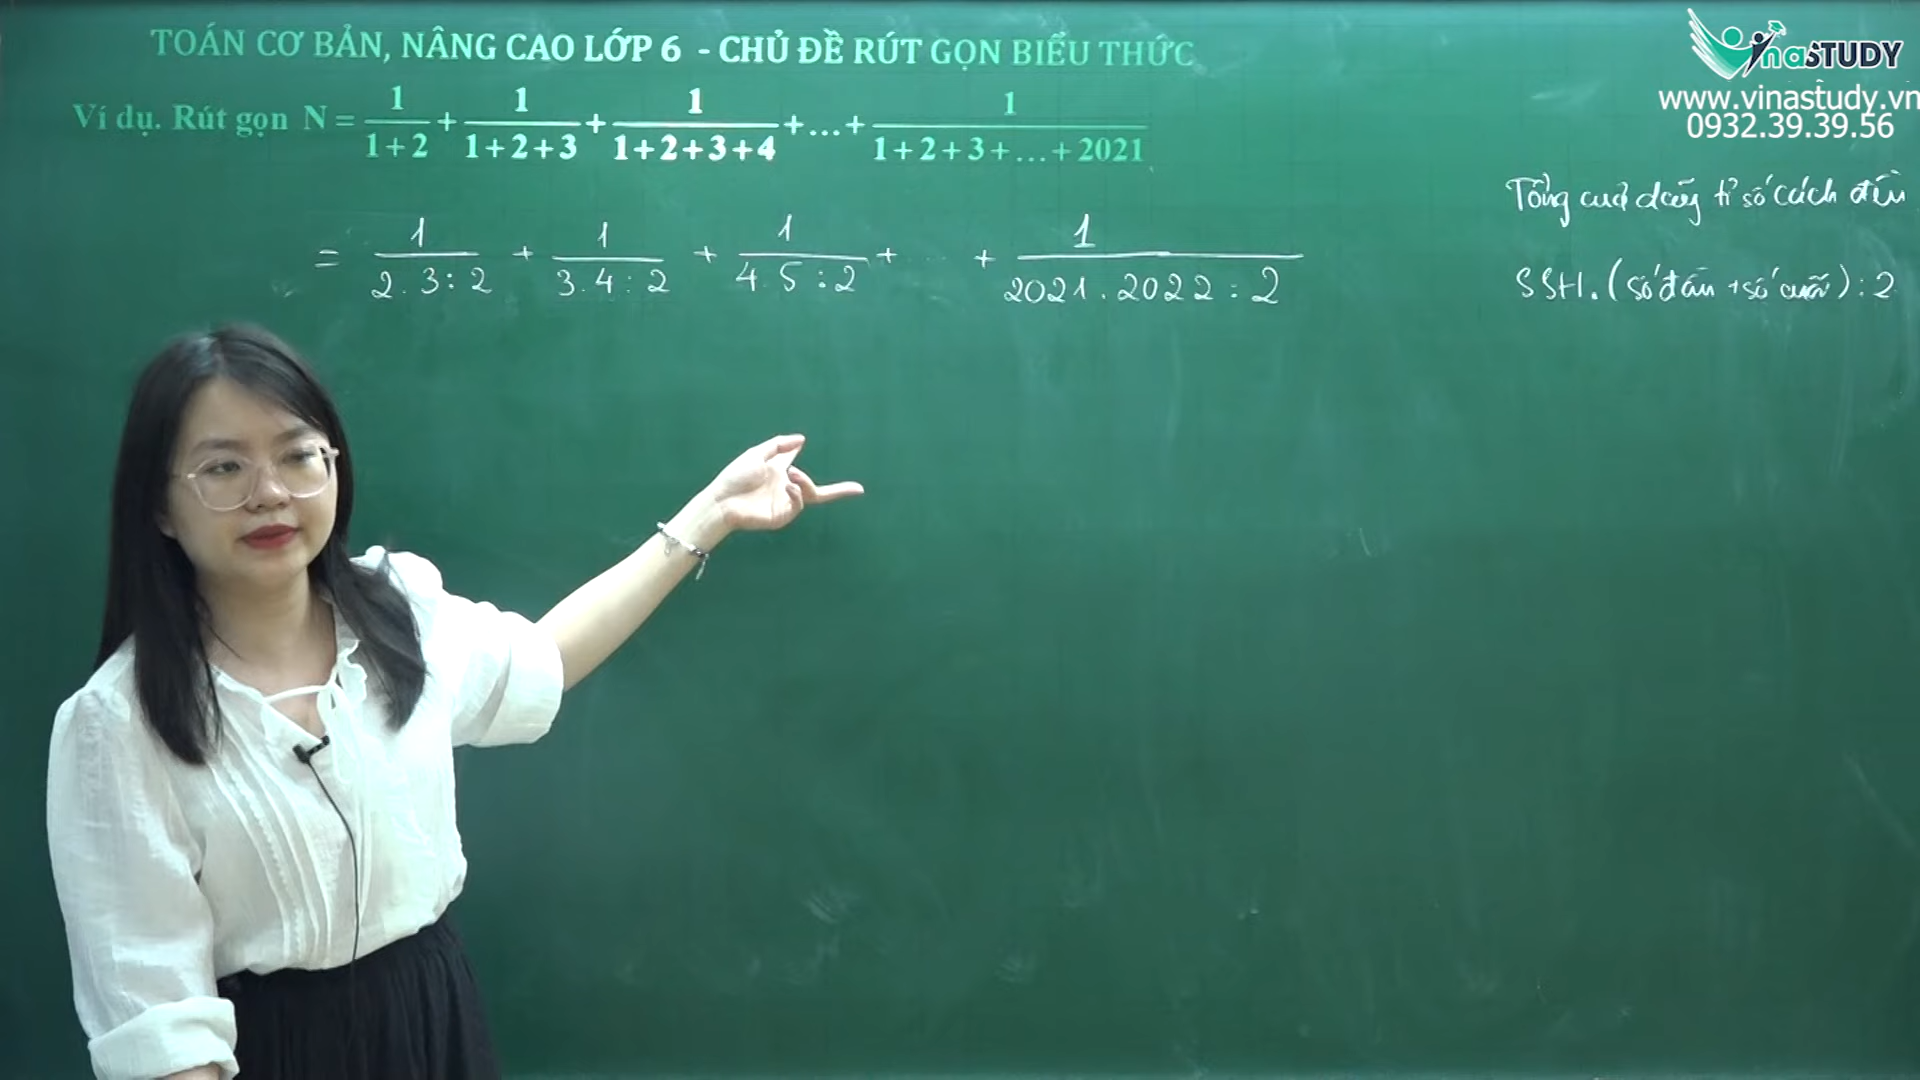 TOÁN CƠ BẢN, NÂNG CAO LỚP 6 - CHỦ ĐỀ RÚT GỌN BIỂU THỨC
VinaSTUDY
www.vinastudy.vn
0932.39.39.56
Ví dụ. Rút gọn N = 1/(1+2) + 1/(1+2+3) + 1/(1+2+3+4) + ... + 1/(1+2+3+...+2021)
= 1/(2.3:2) + 1/(3.4:2) + 1/(4.5:2) + ... + 1/(2021.2022:2)
Tổng của dãy số cách đều
SSH.(số đầu + số cuối):2